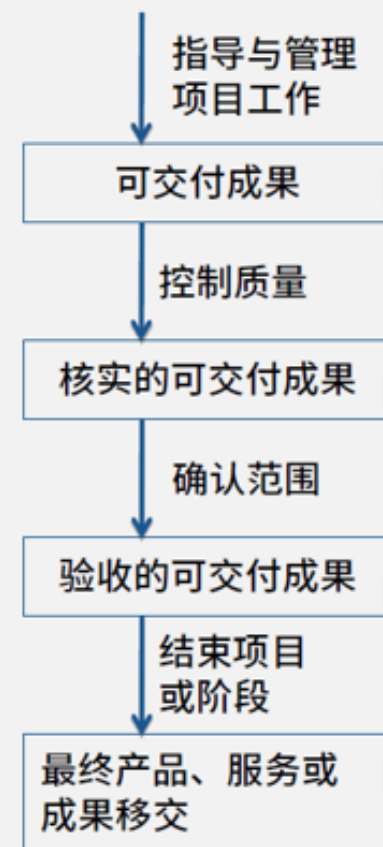 指导与管理
项目工作
可交付成果
控制质量
核实的可交付成果
确认范围
验收的可交付成果
结束项目
或阶段
最终产品、服务或
成果移交